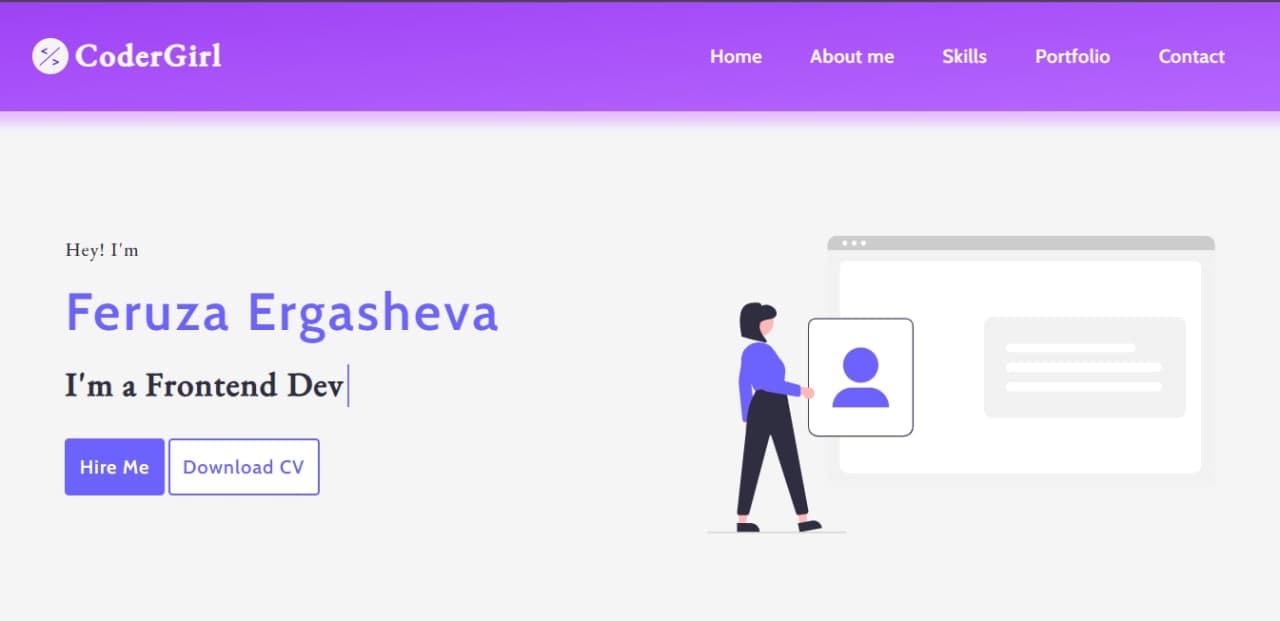 CoderGirl
Home About me Skills Portfolio Contact
Hey! I'm
Feruza Ergasheva
I'm a Frontend Dev
Hire Me Download CV